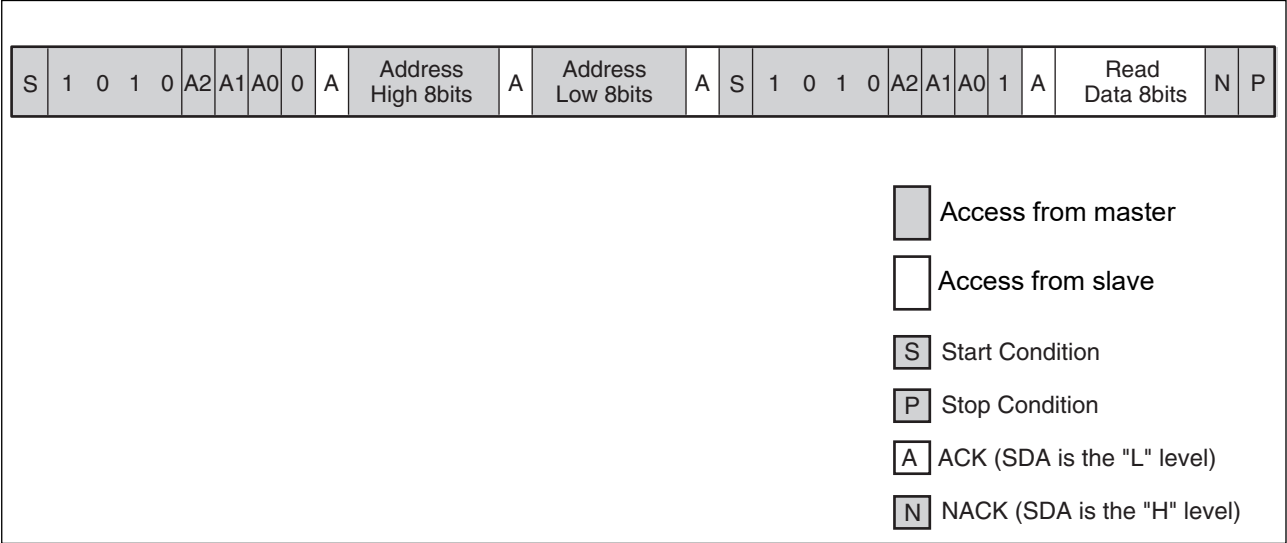 S 1 0 1 0 A2 A1 A0 0 A Address High 8bits A Address Low 8bits A S 1 0 1 0 A2 A1 A0 1 A Read Data 8bits N P
Access from master
Access from slave
S Start Condition
P Stop Condition
A ACK (SDA is the "L" level)
N NACK (SDA is the "H" level)